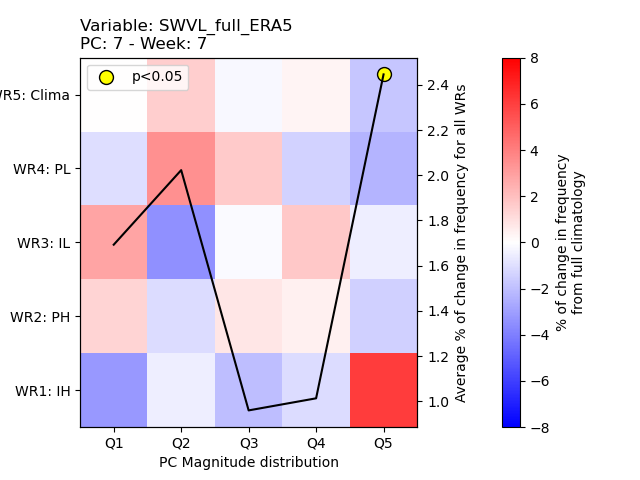 Variable: SWVL_full_ERA5
PC: 7 - Week: 7
p<0.05
WR5: Clima
WR4: PL
WR3: IL
WR2: PH
WR1: IH
Q1 Q2 Q3 Q4 Q5
PC Magnitude distribution
2.4
2.2
2.0
1.8
1.6
1.4
1.2
1.0
Average % of change in frequency for all WRs
8
6
4
2
0
−2
−4
−6
−8
% of change in frequency
from full climatology